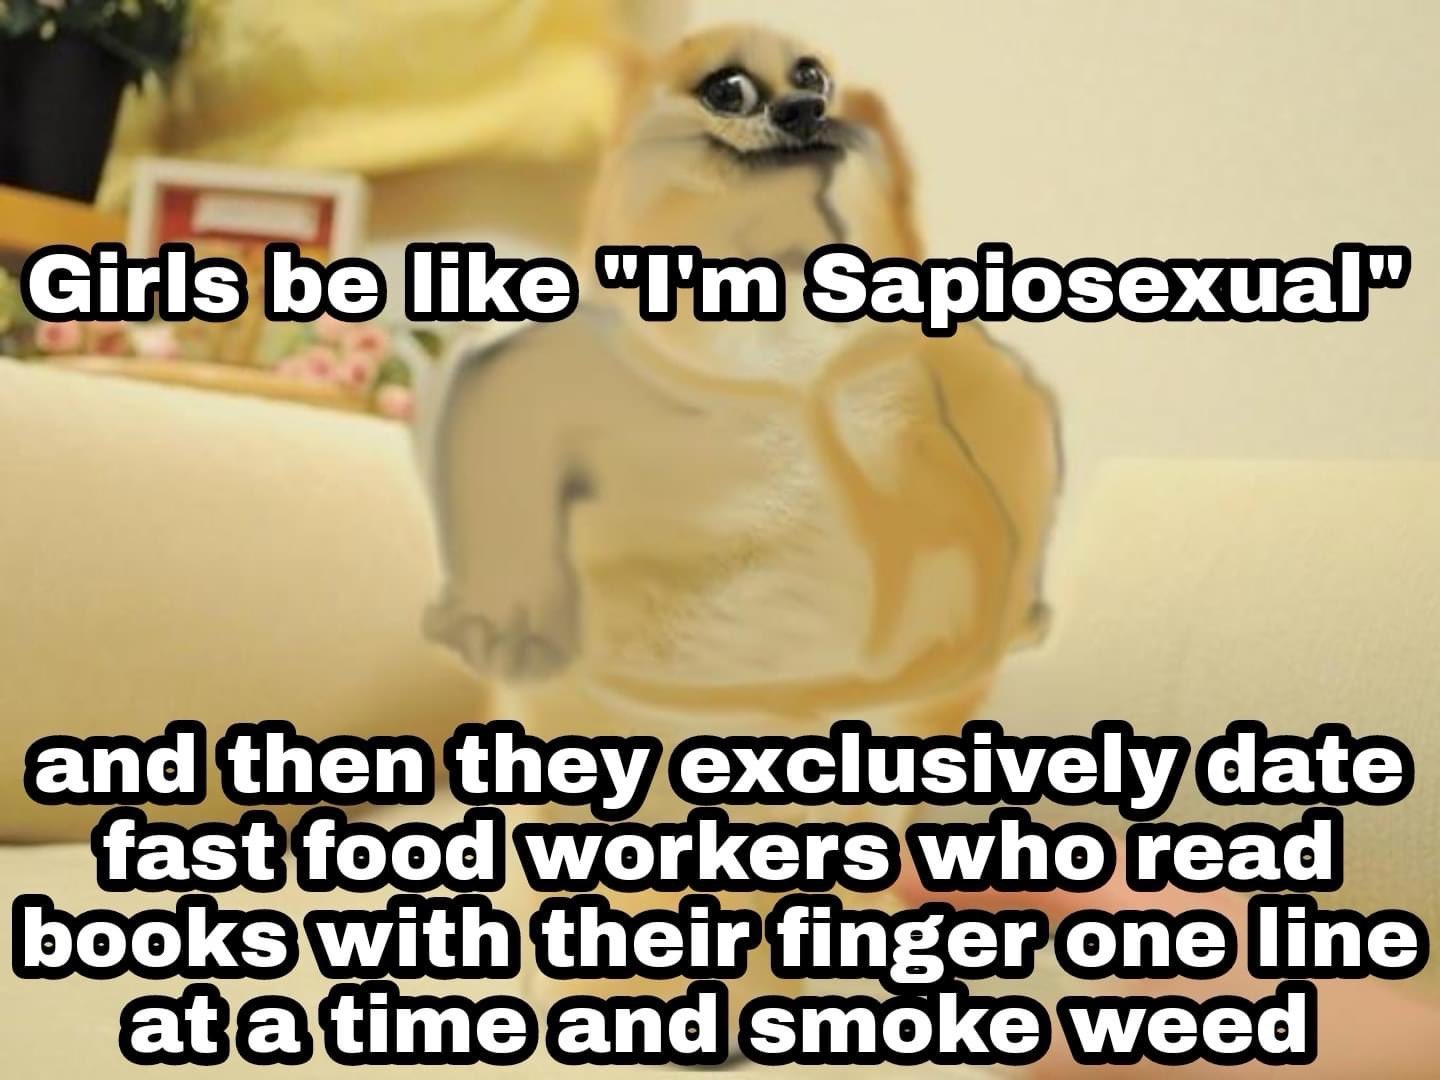 Girls be like "I'm Sapiosexual"
and then they exclusively date
fast food workers who read
books with their finger one line
at a time and smoke weed